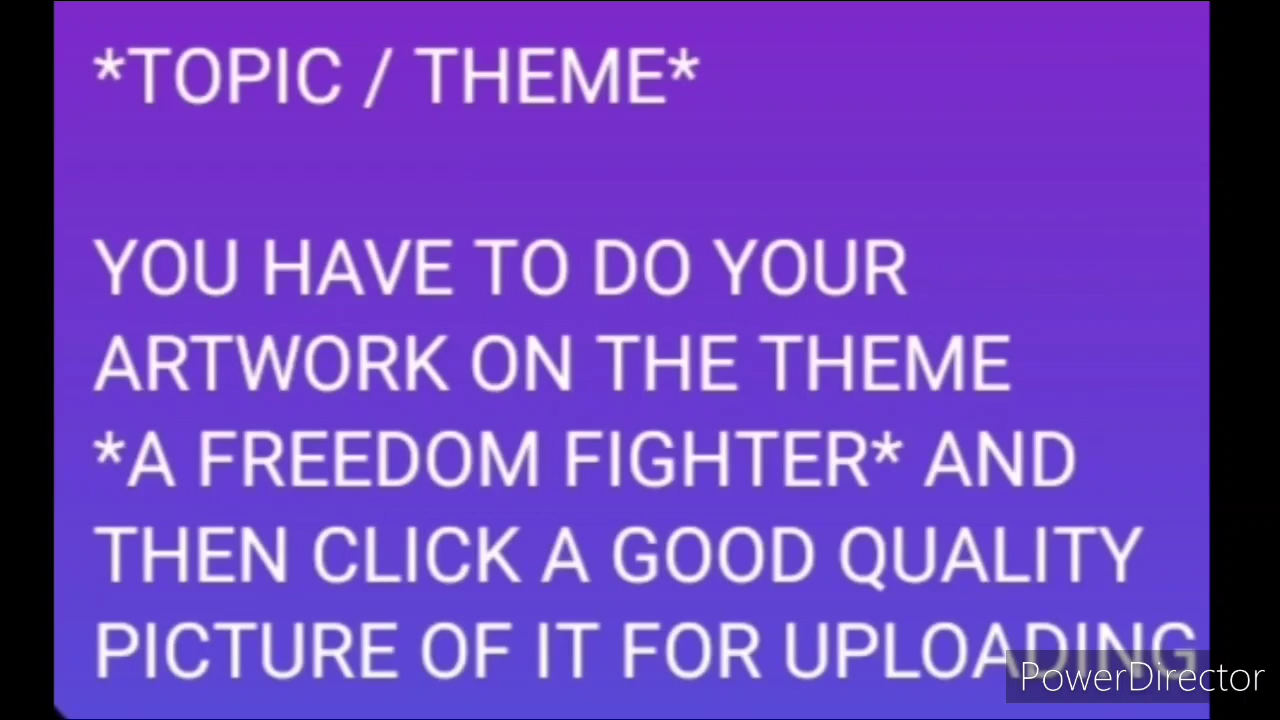 *TOPIC / THEME*
YOU HAVE TO DO YOUR
ARTWORK ON THE THEME
*A FREEDOM FIGHTER* AND
THEN CLICK A GOOD QUALITY
PICTURE OF IT FOR UPLOADING
PowerDirector